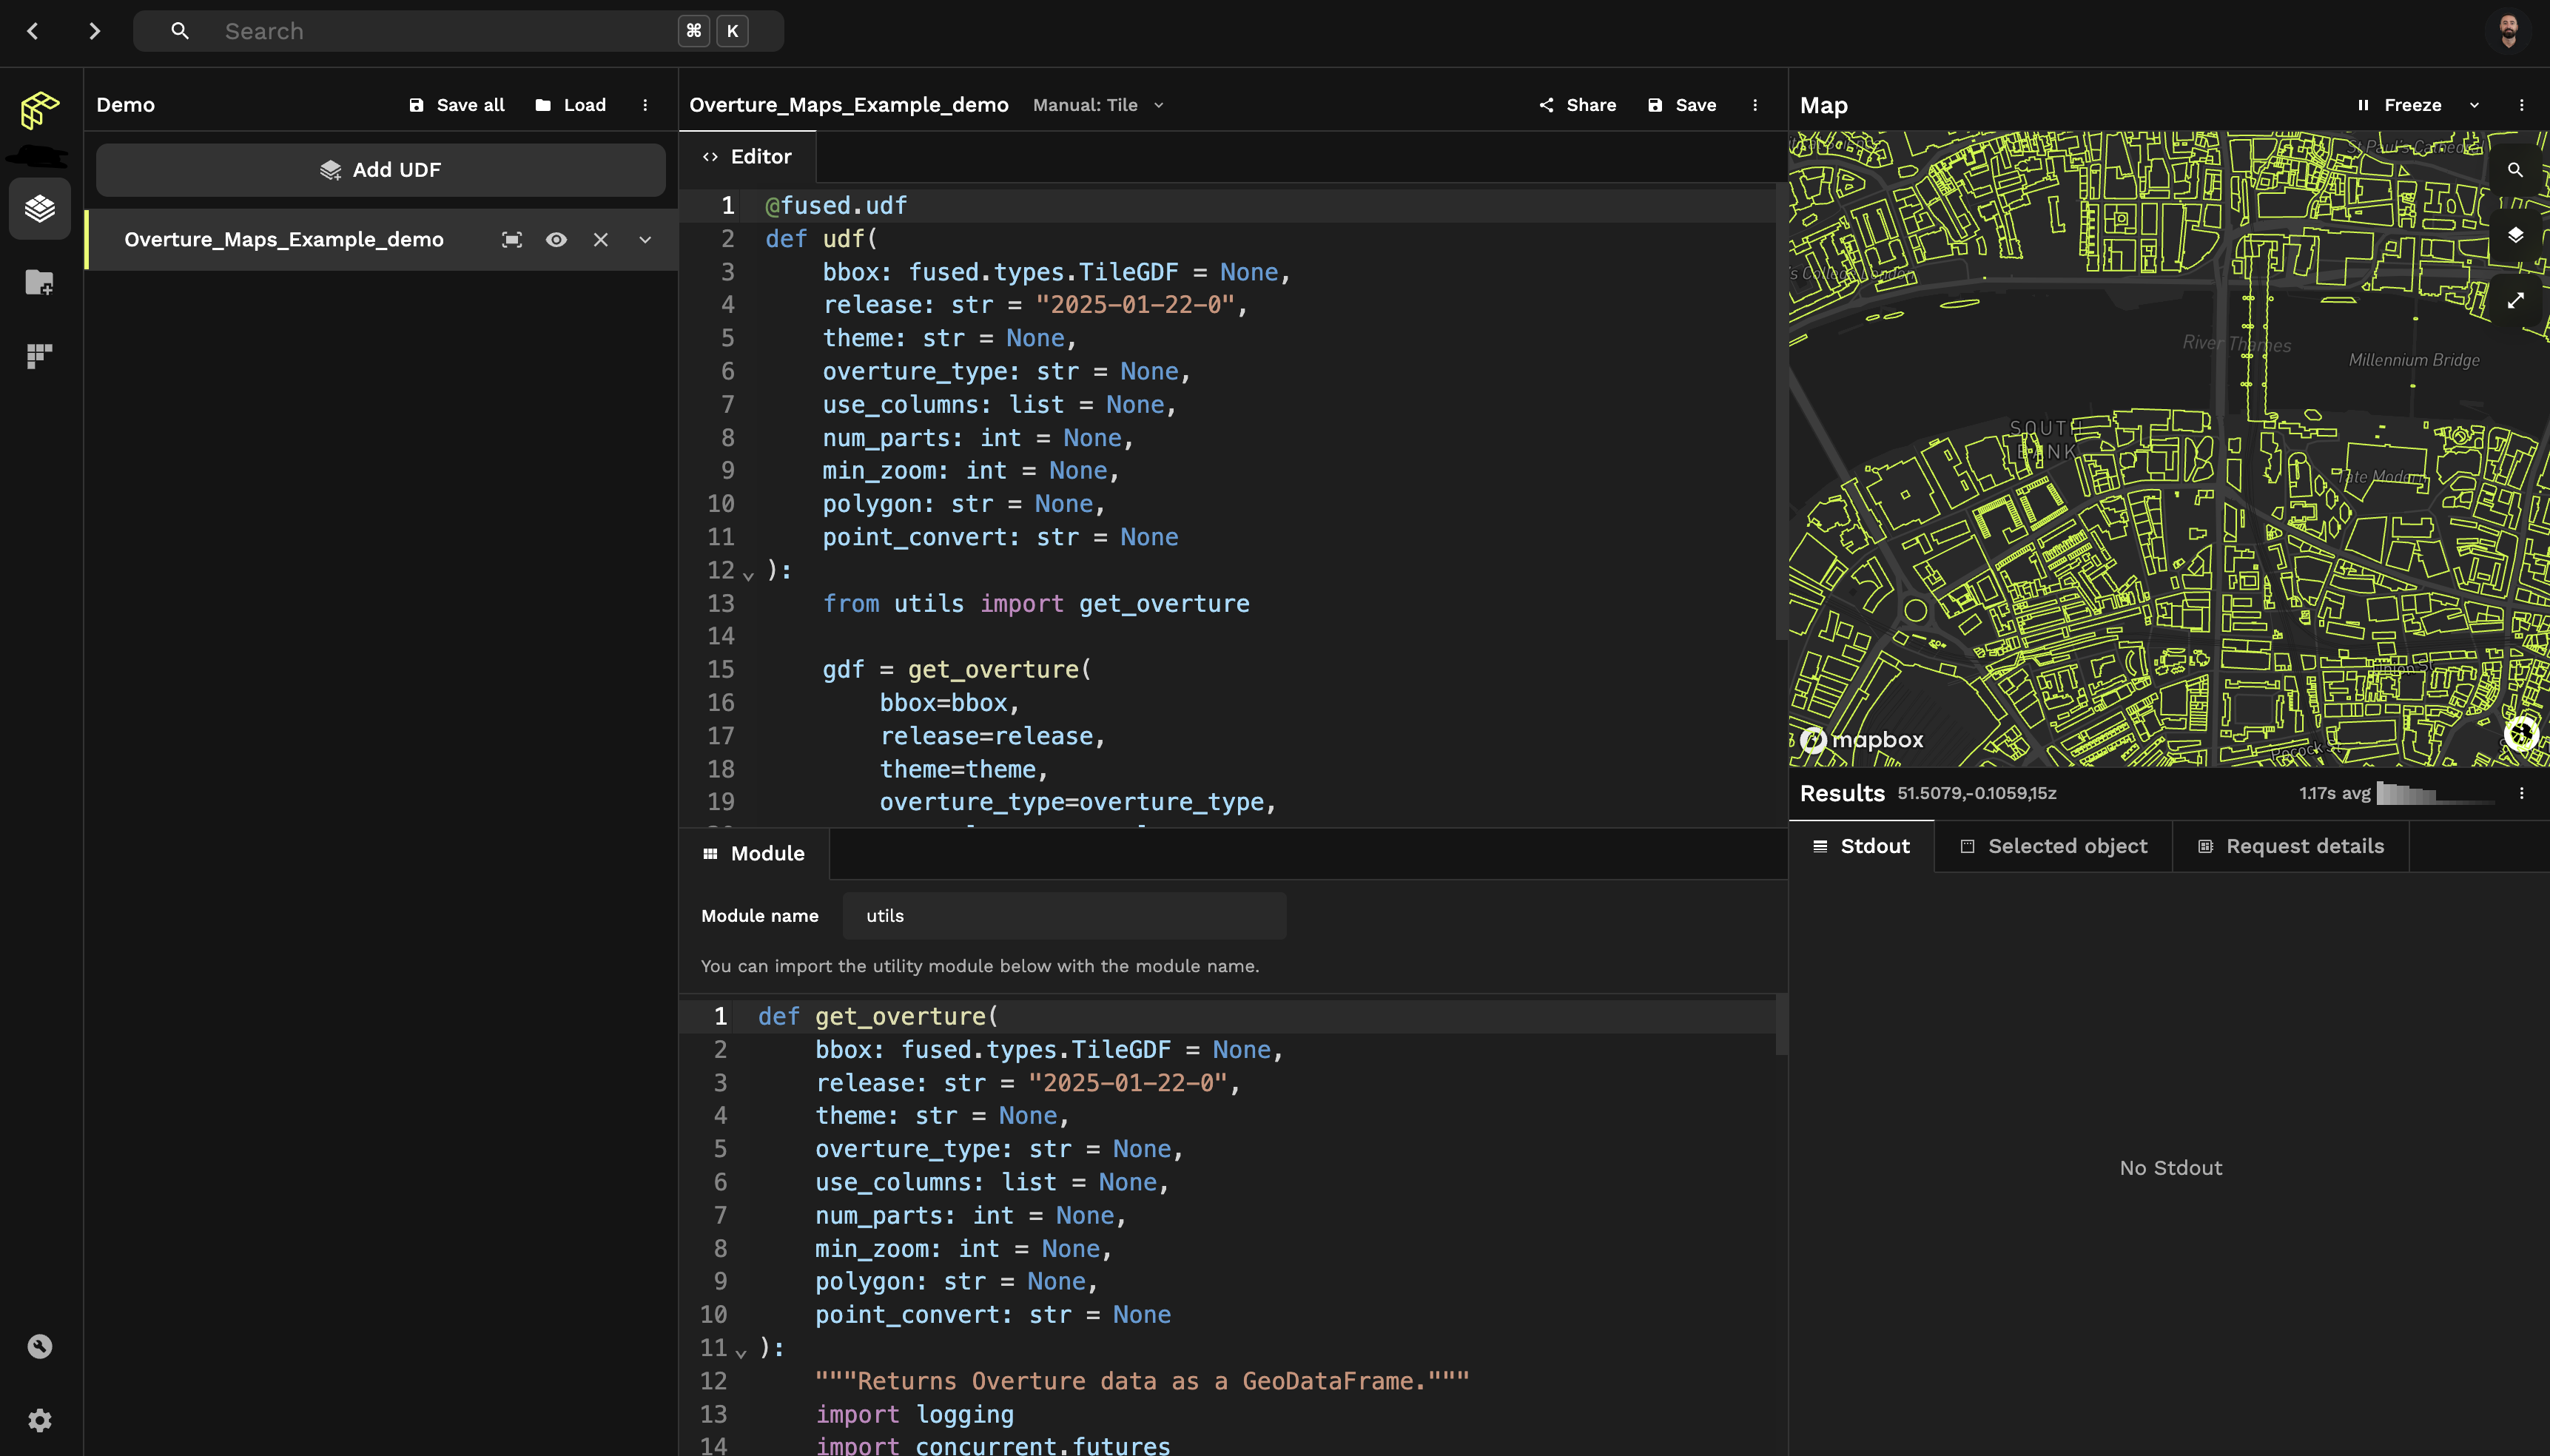 Search ⌘ K
Demo
Save all
Load
Add UDF
Overture_Maps_Example_demo
Overture_Maps_Example_demo
Manual: Tile
Share
Save
Editor
1 @fused.udf
2 def udf(
3 bbox: fused.types.TileGDF = None,
4 release: str = "2025-01-22-0",
5 theme: str = None,
6 overture_type: str = None,
7 use_columns: list = None,
8 num_parts: int = None,
9 min_zoom: int = None,
10 polygon: str = None,
11 point_convert: str = None
12 ):
13 from utils import get_overture
14
15 gdf = get_overture(
16 bbox=bbox,
17 release=release,
18 theme=theme,
19 overture_type=overture_type,
Module
Module name utils
You can import the utility module below with the module name.
1 def get_overture(
2 bbox: fused.types.TileGDF = None,
3 release: str = "2025-01-22-0",
4 theme: str = None,
5 overture_type: str = None,
6 use_columns: list = None,
7 num_parts: int = None,
8 min_zoom: int = None,
9 polygon: str = None,
10 point_convert: str = None
11 ):
12 """Returns Overture data as a GeoDataFrame."""
13 import logging
14 import concurrent.futures
Map
Freeze
St Paul's Cathedral
's College London
River Thames
Millennium Bridge
SOUTH
BANK
Tate Modern
Union St
mapbox
Results 51.5079,-0.1059,15z
1.17s avg
Stdout
Selected object
Request details
No Stdout